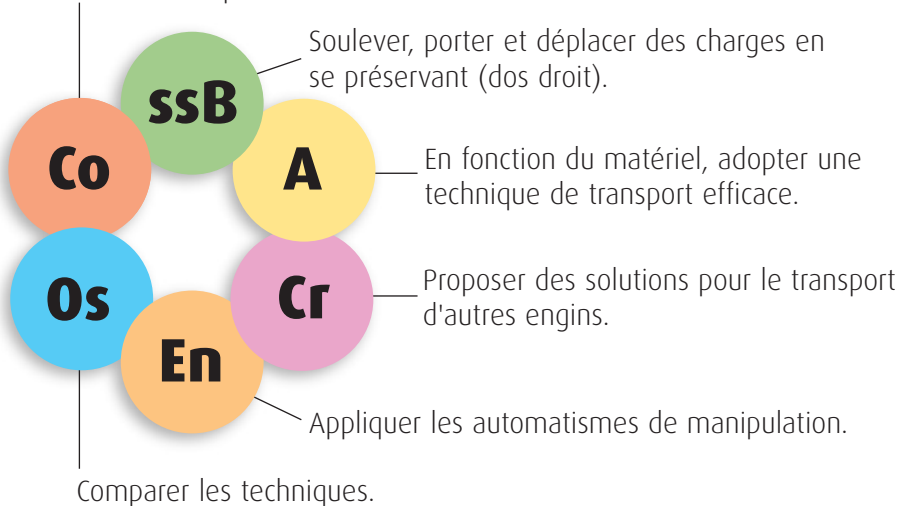 Soulever, porter et déplacer des charges en
se préservant (dos droit).
ssB
Co
A
En fonction du matériel, adopter une
technique de transport efficace.
Os
Cr
Proposer des solutions pour le transport
d'autres engins.
En
Appliquer les automatismes de manipulation.
Comparer les techniques.